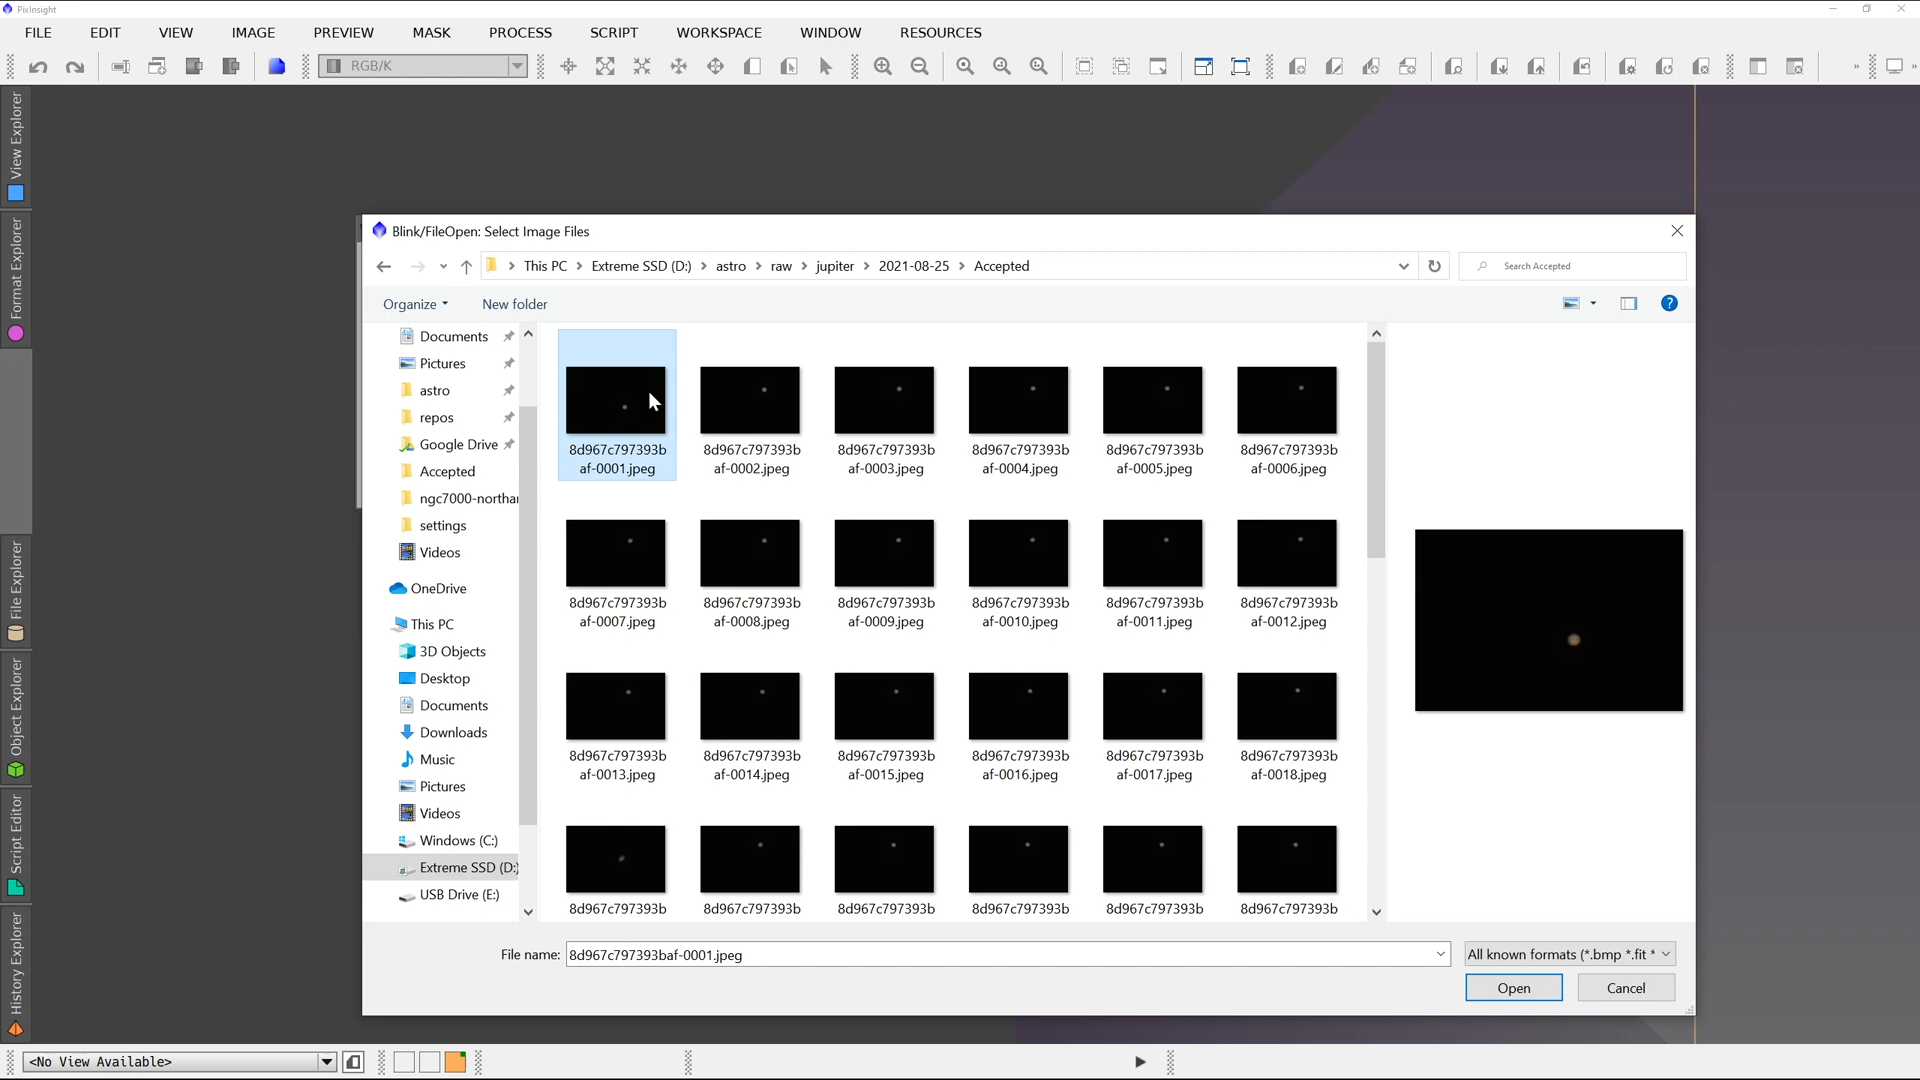 PixInsight
FILE EDIT VIEW IMAGE PREVIEW MASK PROCESS SCRIPT WORKSPACE WINDOW RESOURCES
RGB/K
View Explorer
Format Explorer
File Explorer
Object Explorer
Script Editor
History Explorer
Blink/FileOpen: Select Image Files
This PC > Extreme SSD (D:) > astro > raw > jupiter > 2021-08-25 > Accepted
Search Accepted
Organize New folder
Documents
Pictures
astro
repos
Google Drive
Accepted
ngc7000-northar
settings
Videos
OneDrive
This PC
3D Objects
Desktop
Documents
Downloads
Music
Pictures
Videos
Windows (C:)
Extreme SSD (D:)
USB Drive (E:)
8d967c797393b 8d967c797393b 8d967c797393b 8d967c797393b 8d967c797393b 8d967c797393b
af-0001.jpeg af-0002.jpeg af-0003.jpeg af-0004.jpeg af-0005.jpeg af-0006.jpeg
8d967c797393b 8d967c797393b 8d967c797393b 8d967c797393b 8d967c797393b 8d967c797393b
af-0007.jpeg af-0008.jpeg af-0009.jpeg af-0010.jpeg af-0011.jpeg af-0012.jpeg
8d967c797393b 8d967c797393b 8d967c797393b 8d967c797393b 8d967c797393b 8d967c797393b
af-0013.jpeg af-0014.jpeg af-0015.jpeg af-0016.jpeg af-0017.jpeg af-0018.jpeg
8d967c797393b 8d967c797393b 8d967c797393b 8d967c797393b 8d967c797393b 8d967c797393b
File name: 8d967c797393baf-0001.jpeg
All known formats (*.bmp *.fit *
Open Cancel
<No View Available>